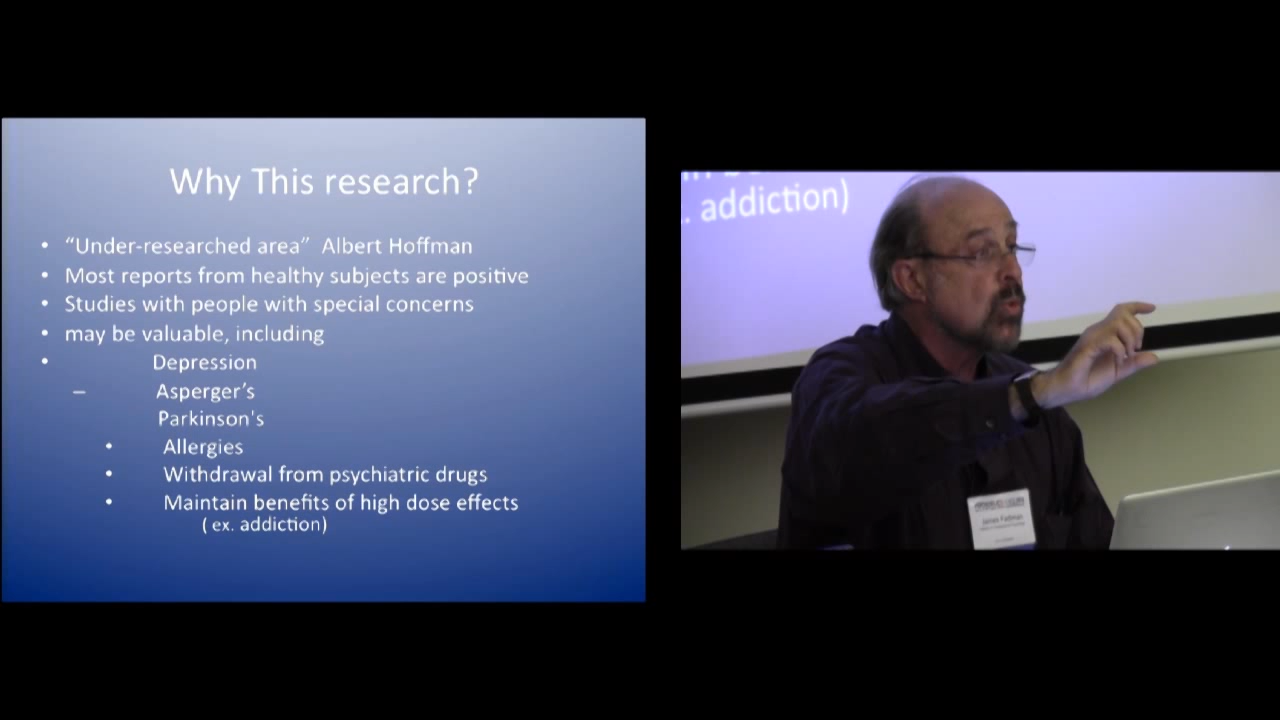 Why This research?
• “Under-researched area” Albert Hoffman
• Most reports from healthy subjects are positive
• Studies with people with special concerns
• may be valuable, including
• Depression
– Asperger’s
Parkinson's
• Allergies
• Withdrawal from psychiatric drugs
• Maintain benefits of high dose effects
( ex. addiction)
. addiction)
James Fadiman